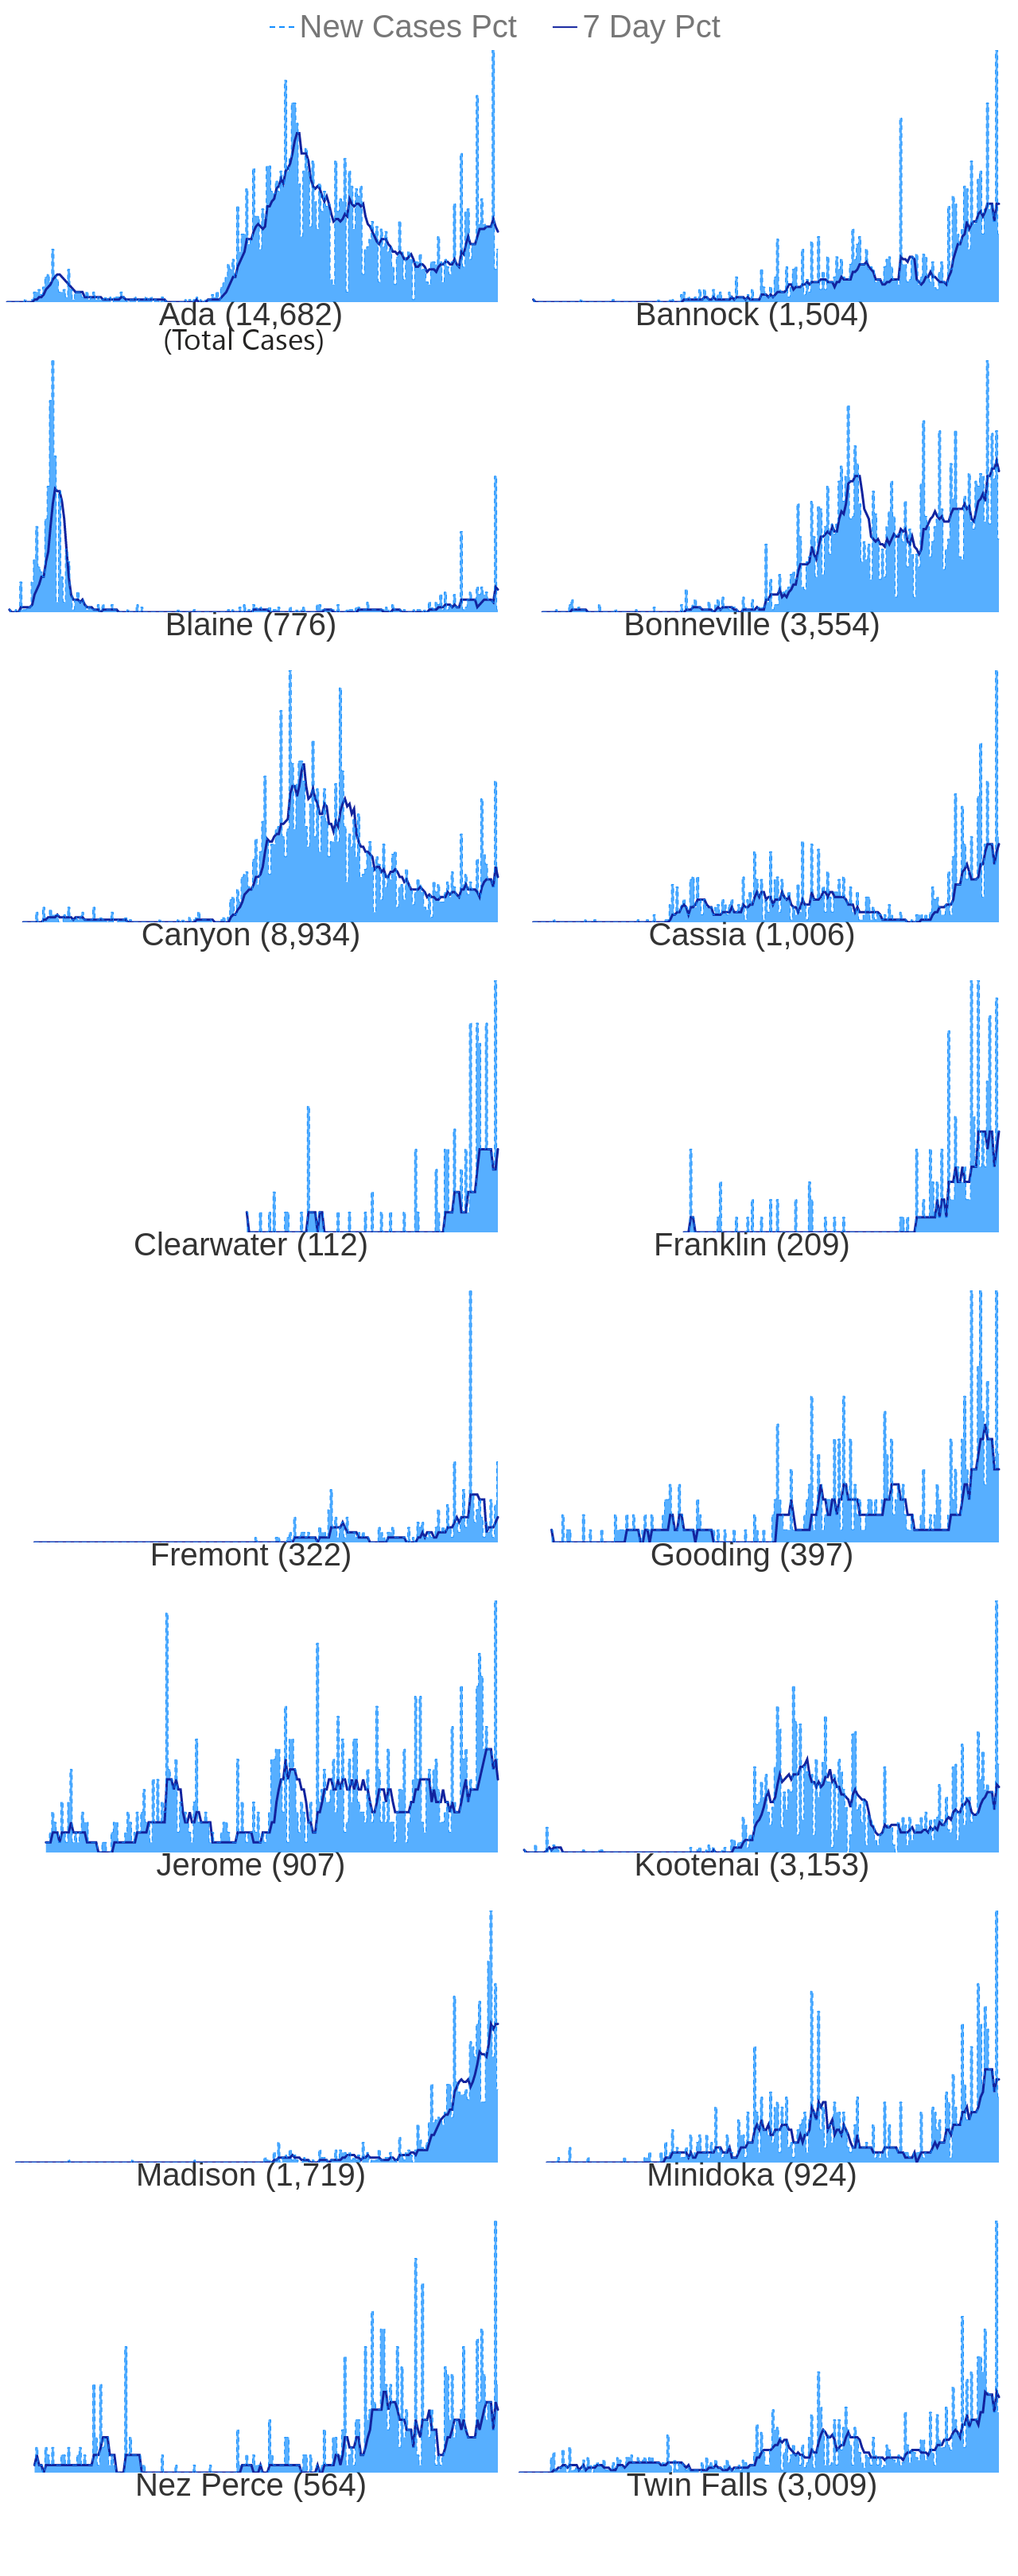 New Cases Pct 7 Day Pct
Ada (14,682) Bannock (1,504)
(Total Cases)
Blaine (776) Bonneville (3,554)
Canyon (8,934) Cassia (1,006)
Clearwater (112) Franklin (209)
Fremont (322) Gooding (397)
Jerome (907) Kootenai (3,153)
Madison (1,719) Minidoka (924)
Nez Perce (564) Twin Falls (3,009)